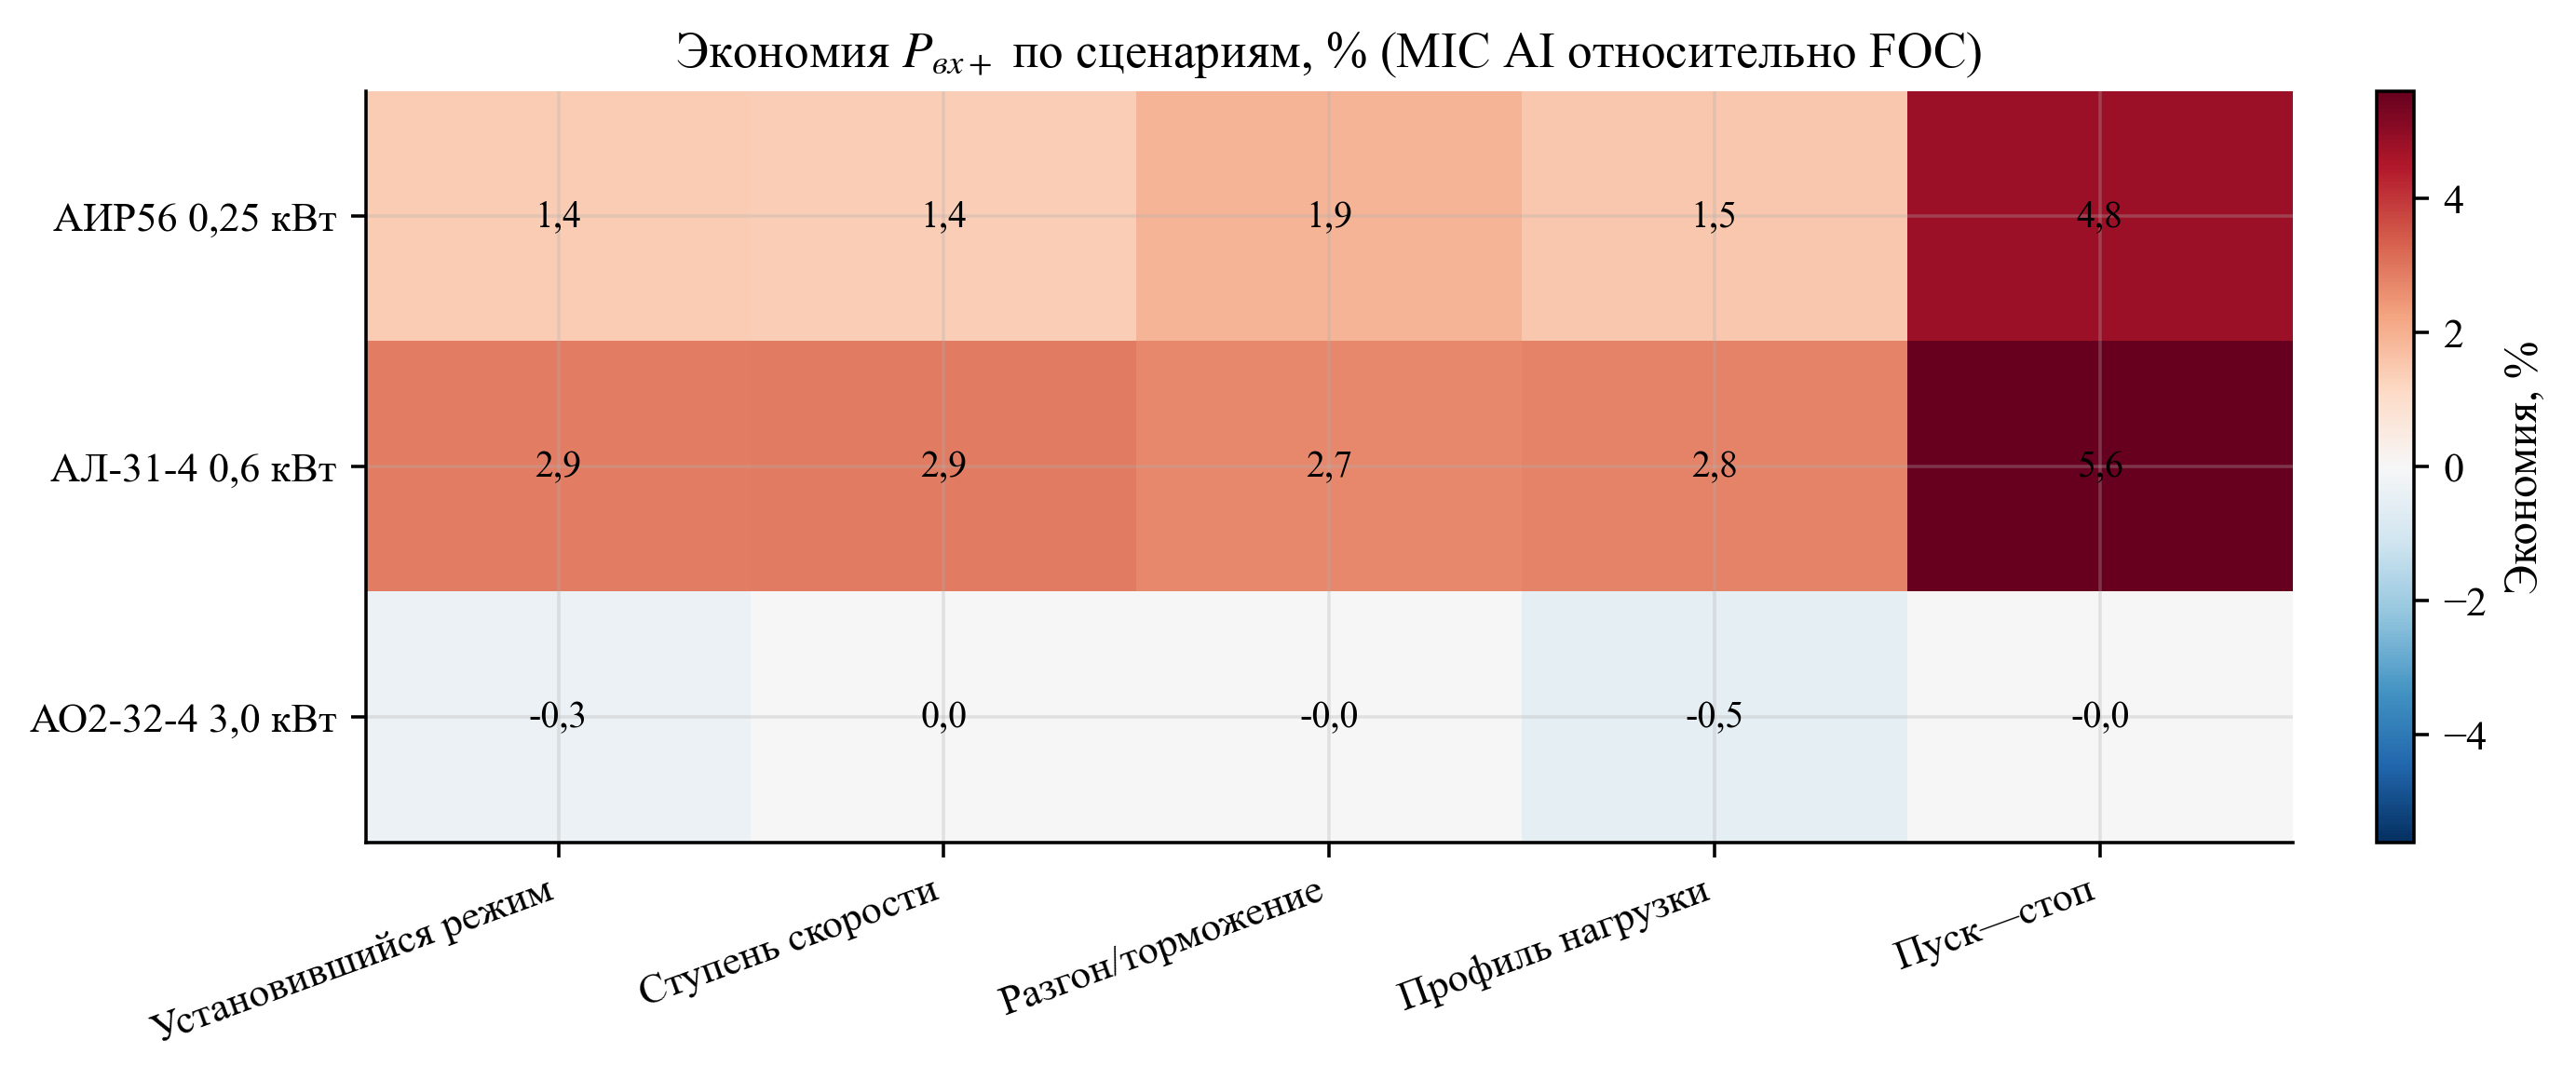 Экономия Pвх+ по сценариям, % (MIC AI относительно FOC)
АИР56 0,25 кВт
1,4 1,4 1,9 1,5 4,8
АЛ-31-4 0,6 кВт
2,9 2,9 2,7 2,8 5,6
АО2-32-4 3,0 кВт
-0,3 0,0 -0,0 -0,5 -0,0
Установившийся режим
Ступень скорости
Разгон/торможение
Профиль нагрузки
Пуск—стоп
4
2
0
−2
−4
Экономия, %